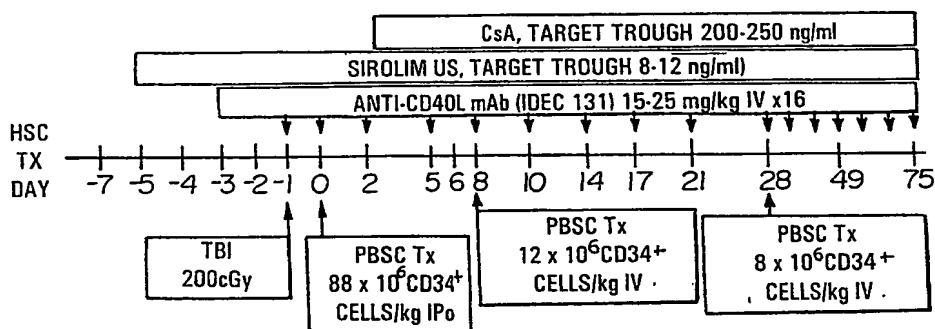 CsA, TARGET TROUGH 200-250 ng/ml
SIROLIM US, TARGET TROUGH 8-12 ng/ml)
ANTI-CD40L mAb (IDEC 131) 15-25 mg/kg IV x16
HSC
TX
DAY
-7 -5 -4 -3 -2 -1 0 2 5 6 8 10 14 17 21 28 49 75
TBI
200cGy
PBSC Tx
88 x 10⁶CD34⁺
CELLS/kg IPo
PBSC Tx
12 x 10⁶CD34⁺
CELLS/kg IV
PBSC Tx
8 x 10⁶CD34⁺
CELLS/kg IV